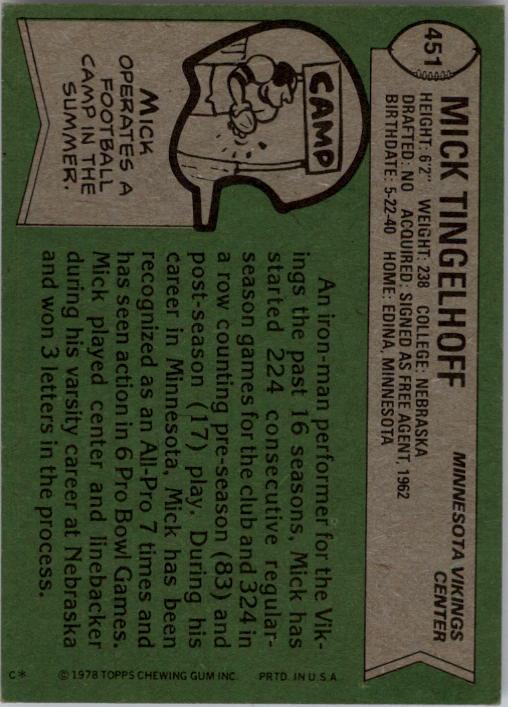 451
MICK TINGELHOFF
MINNESOTA VIKINGS
CENTER
HEIGHT: 6'2" WEIGHT: 238 COLLEGE: NEBRASKA
DRAFTED: NO ACQUIRED: SIGNED AS FREE AGENT, 1962
BIRTHDATE: 5-22-40 HOME: EDINA, MINNESOTA
CAMP
MICK
OPERATES A
FOOTBALL
CAMP IN THE
SUMMER.
An iron-man performer for the Vik-
ings the past 16 seasons, Mick has
started 224 consecutive regular-
season games for the club and 324 in
a row counting pre-season (83) and
post-season (17) play. During his
career in Minnesota, Mick has been
recognized as an All-Pro 7 times and
has seen action in 6 Pro Bowl Games.
Mick played center and linebacker
during his varsity career at Nebraska
and won 3 letters in the process.
C* © 1978 TOPPS CHEWING GUM INC. PRTD. IN U.S.A.